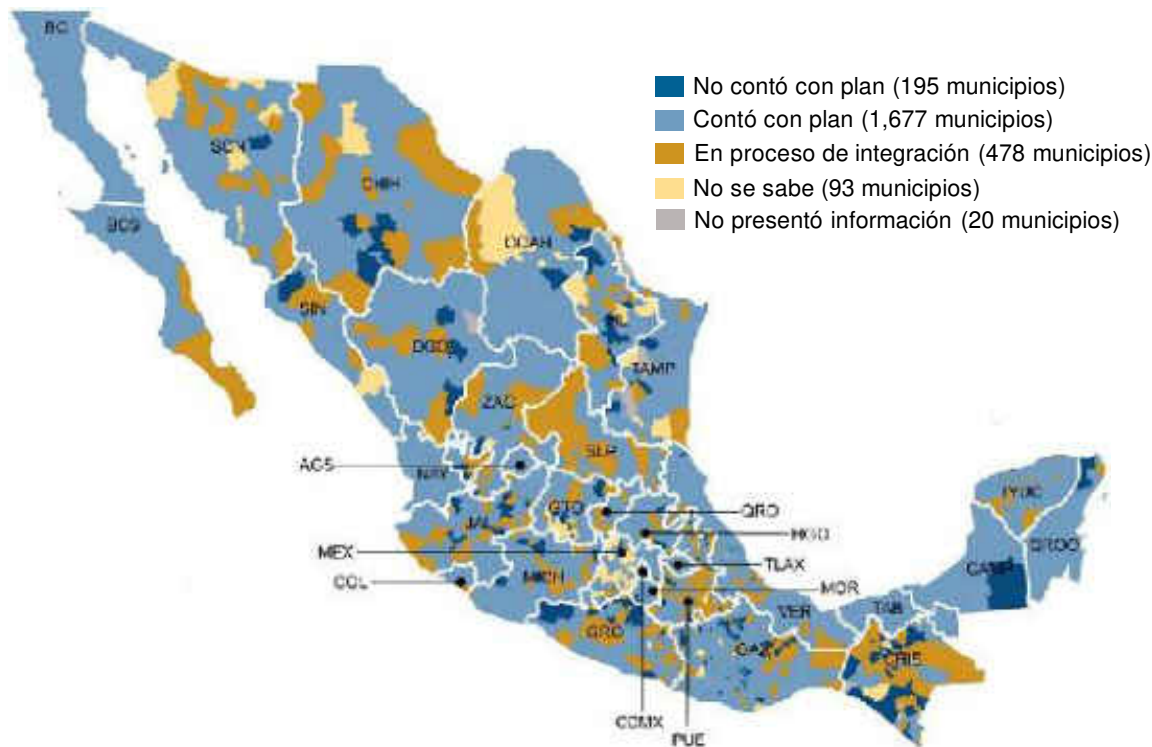 BC
No contó con plan (195 municipios)
Contó con plan (1,677 municipios)
En proceso de integración (478 municipios)
No se sabe (93 municipios)
No presentó información (20 municipios)
SON
CHIH
BCS
COAH
SIN
NL
DGO
TAMP
ZAC
SLP
AGS
NAY
GTO
QRO
YUC
JAL
HGO
QROO
MEX
TLAX
CAMP
COL
MICH
MOR
VER
TAB
GRO
OAX
CHIS
CDMX
PUE